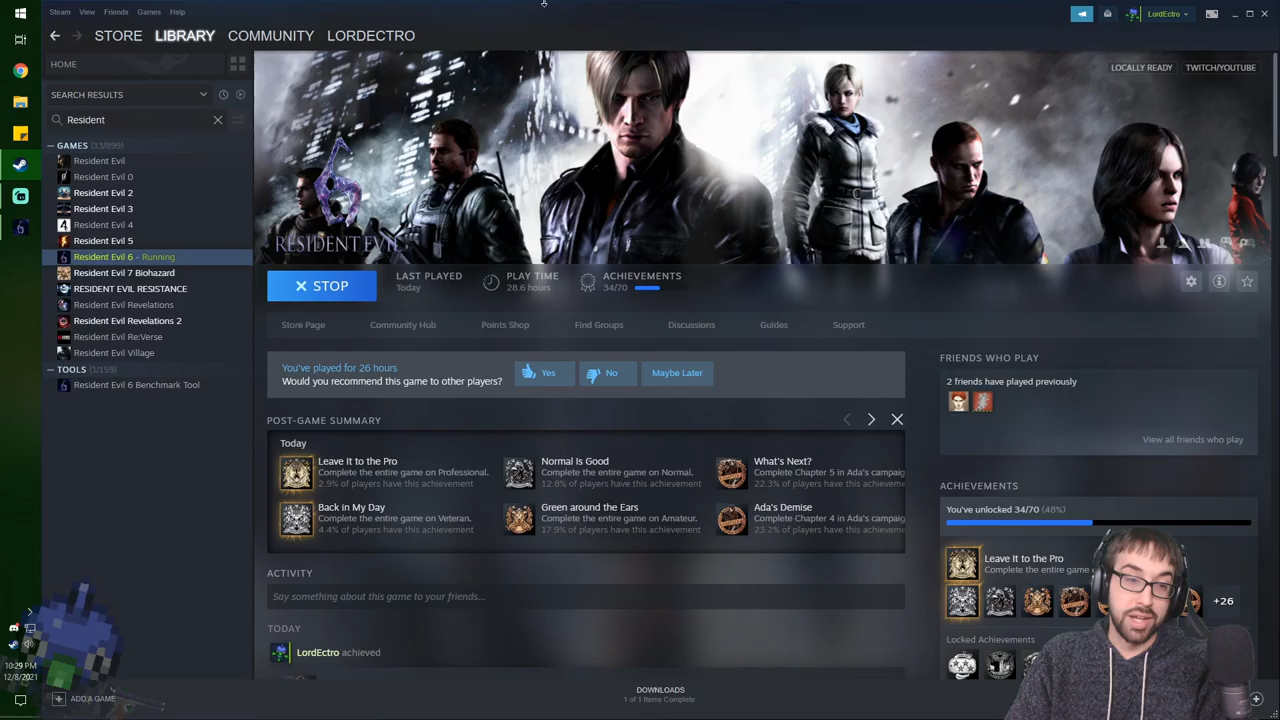 Steam View Friends Games Help
LordEctro
STORE LIBRARY COMMUNITY LORDECTRO
HOME
LOCALLY READY TWITCH/YOUTUBE
SEARCH RESULTS
Resident
GAMES (13/899)
Resident Evil
Resident Evil 0
Resident Evil 2
Resident Evil 3
Resident Evil 4
Resident Evil 5
Resident Evil 6 - Running
Resident Evil 7 Biohazard
RESIDENT EVIL RESISTANCE
Resident Evil Revelations
Resident Evil Revelations 2
Resident Evil Re:Verse
Resident Evil Village
TOOLS (1/159)
Resident Evil 6 Benchmark Tool
RESIDENT EVIL
STOP
LAST PLAYED
Today
PLAY TIME
28.6 hours
ACHIEVEMENTS
34/70
Store Page Community Hub Points Shop Find Groups Discussions Guides Support
You've played for 26 hours
Would you recommend this game to other players?
Yes No Maybe Later
POST-GAME SUMMARY
Today
Leave It to the Pro
Complete the entire game on Professional.
2.9% of players have this achievement
Normal Is Good
Complete the entire game on Normal.
12.8% of players have this achievement
What's Next?
Complete Chapter 5 in Ada's campaig
22.3% of players have this achievem
Back in My Day
Complete the entire game on Veteran.
4.4% of players have this achievement
Green around the Ears
Complete the entire game on Amateur.
17.9% of players have this achievement
Ada's Demise
Complete Chapter 4 in Ada's campaig
23.2% of players have this achievem
ACTIVITY
Say something about this game to your friends...
TODAY
LordEctro achieved
FRIENDS WHO PLAY
2 friends have played previously
View all friends who play
ACHIEVEMENTS
You've unlocked 34/70 (48%)
Leave It to the Pro
Complete the entire game
+26
Locked Achievements
10:29 PM
12/8/2021
ADD A GAME
DOWNLOADS
1 of 1 Items Complete